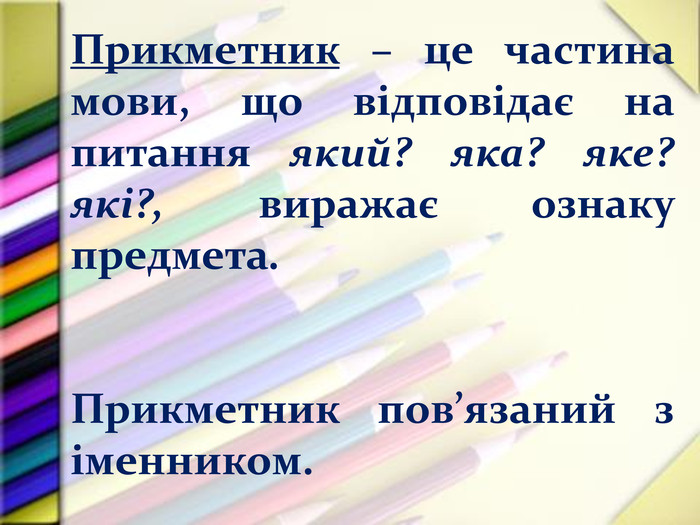 Прикметник – це частина
мови, що відповідає на
питання який? яка? яке?
які?, виражає ознаку
предмета.
Прикметник пов’язаний з
іменником.